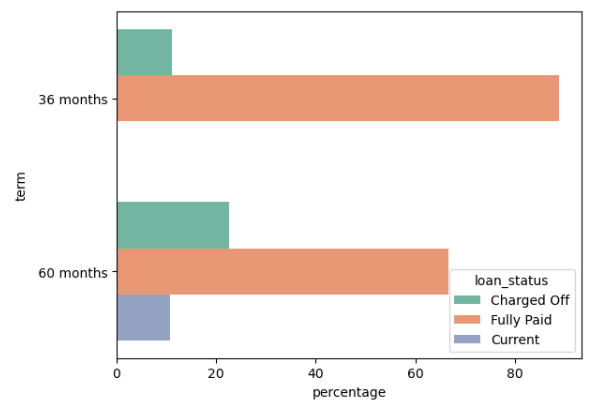 36 months
60 months
term
loan_status
Charged Off
Fully Paid
Current
0 20 40 60 80
percentage